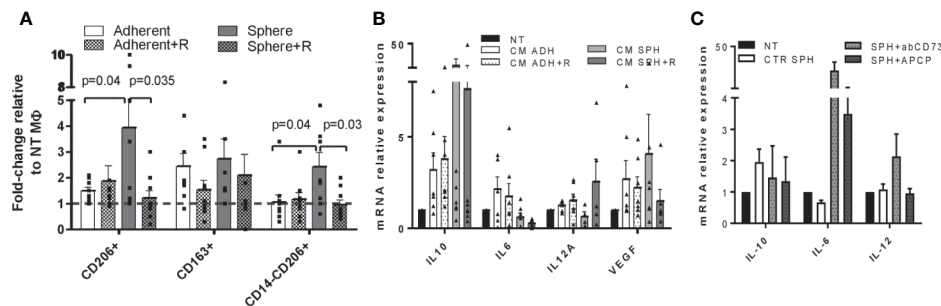 A
Adherent
Adherent+R
Sphere
Sphere+R
Fold-change relative
to NT MΦ
10
8
6
5
4
3
2
1
0
p=0.04
p=0.035
p=0.04
p=0.03
CD206+
CD163+
CD14-CD206+
B
NT
CM ADH
CM ADH+R
CM SPH
CM SPH+R
mRNA relative expression
50
5
0
IL10
IL6
IL12A
VEGF
C
NT
CTR SPH
SPH+abCD73
SPH+APCP
mRNA relative expression
50
4
3
2
1
0
IL-10
IL-6
IL-12